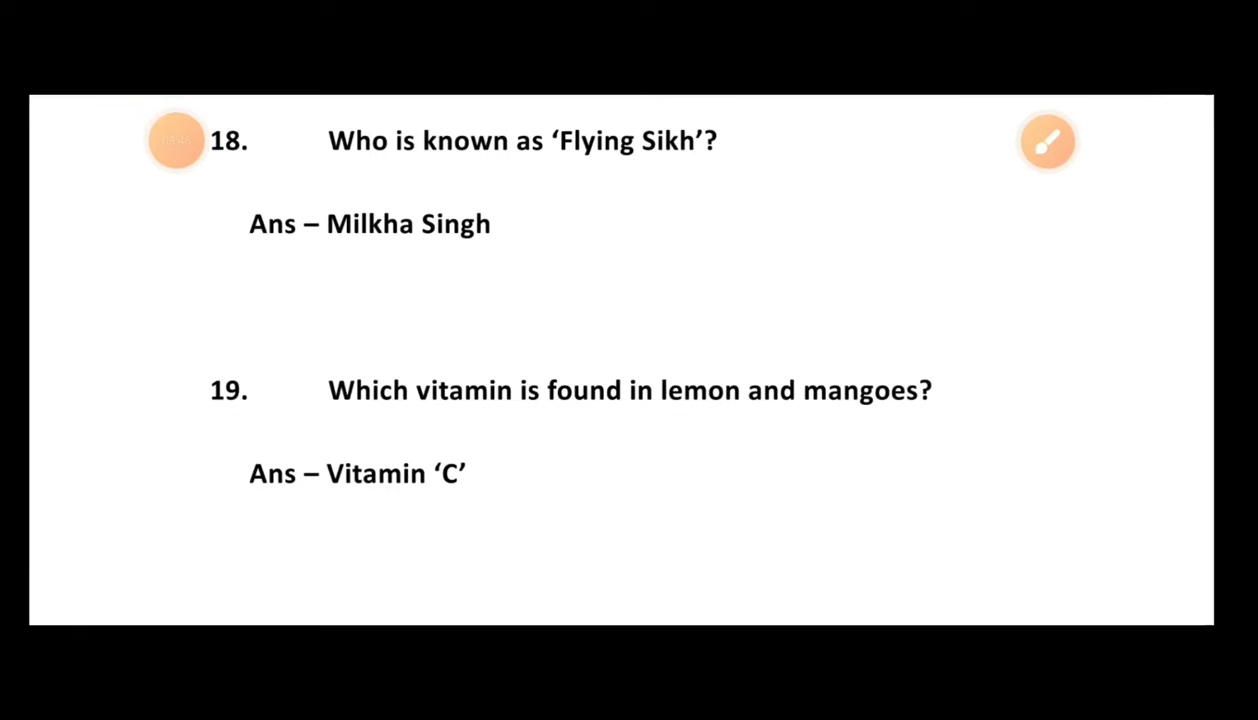 18. Who is known as ‘Flying Sikh’?
Ans – Milkha Singh
19. Which vitamin is found in lemon and mangoes?
Ans – Vitamin ‘C’